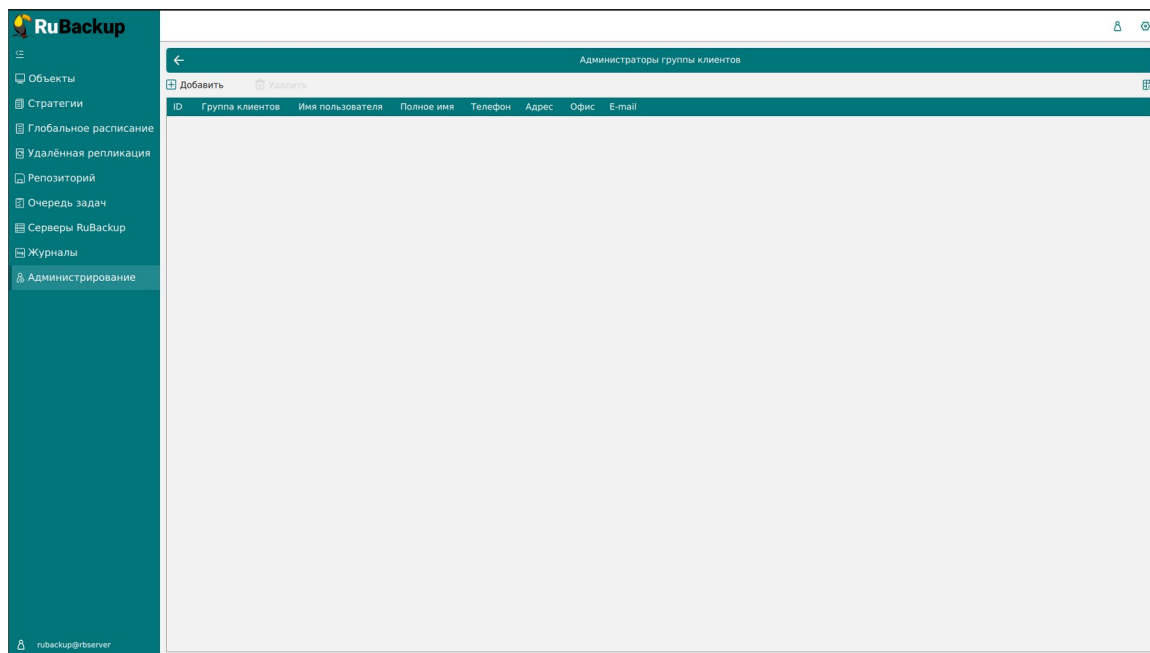 RuBackup
Администраторы группы клиентов
Добавить Удалить
ID Группа клиентов Имя пользователя Полное имя Телефон Адрес Офис E-mail
Объекты
Стратегии
Глобальное расписание
Удалённая репликация
Репозиторий
Очередь задач
Серверы RuBackup
Журналы
Администрирование
rubackup@rbserver